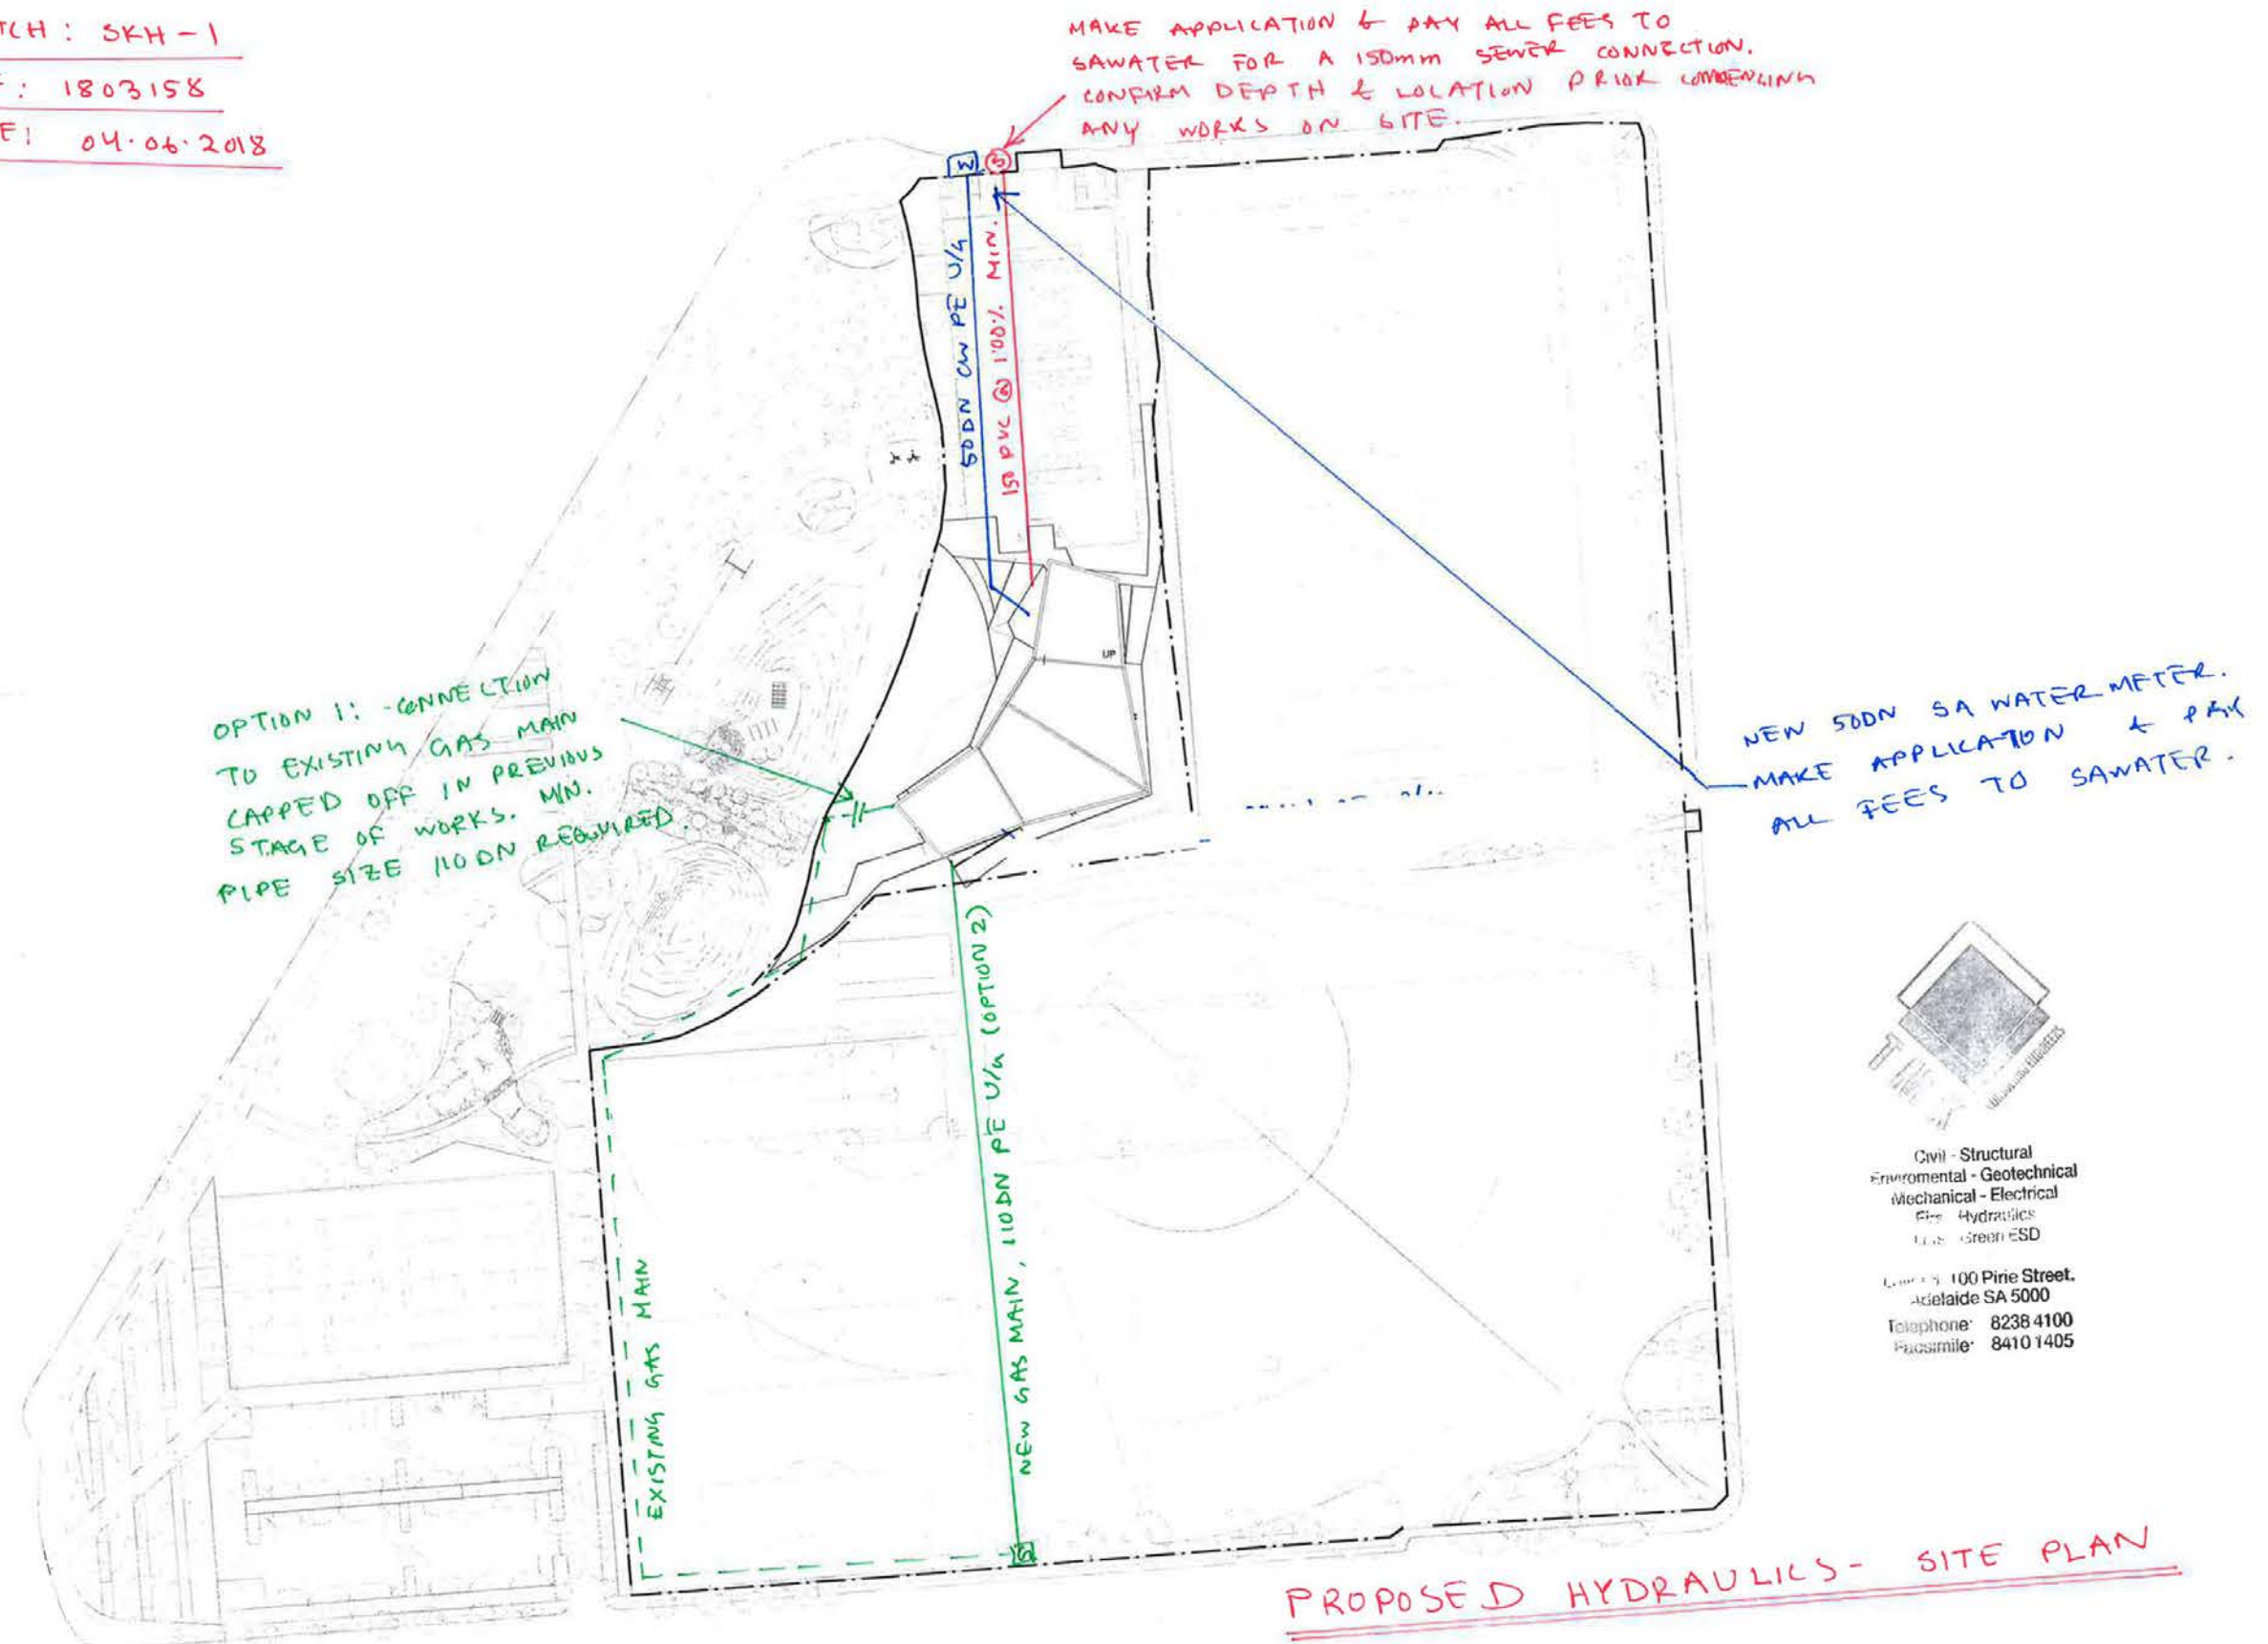 TCH : SKH-1
: 1803158
E: 04.06.2018
MAKE APPLICATION & PAY ALL FEES TO
SAWATER FOR A 150mm SEWER CONNECTION.
CONFIRM DEPTH & LOCATION PRIOR COMMENCING
ANY WORKS ON SITE.
W
S
50DN CW PE U/G
150 PVC @ 1.00% MIN.
UP
OPTION 1: - CONNECTION
TO EXISTING GAS MAIN
CAPPED OFF IN PREVIOUS
STAGE OF WORKS. MIN.
PIPE SIZE 110DN REQUIRED.
NEW 50DN SA WATER METER.
MAKE APPLICATION & PAY
ALL FEES TO SAWATER.
NEW GAS MAIN, 110DN PE U/G (OPTION 2)
EXISTING GAS MAIN
G
Civil - Structural
Enviromental - Geotechnical
Mechanical - Electrical
Fire Hydraulics
Green ESD
100 Pirie Street.
Adelaide SA 5000
Telephone: 8238 4100
Facsimile: 8410 1405
PROPOSED HYDRAULICS - SITE PLAN